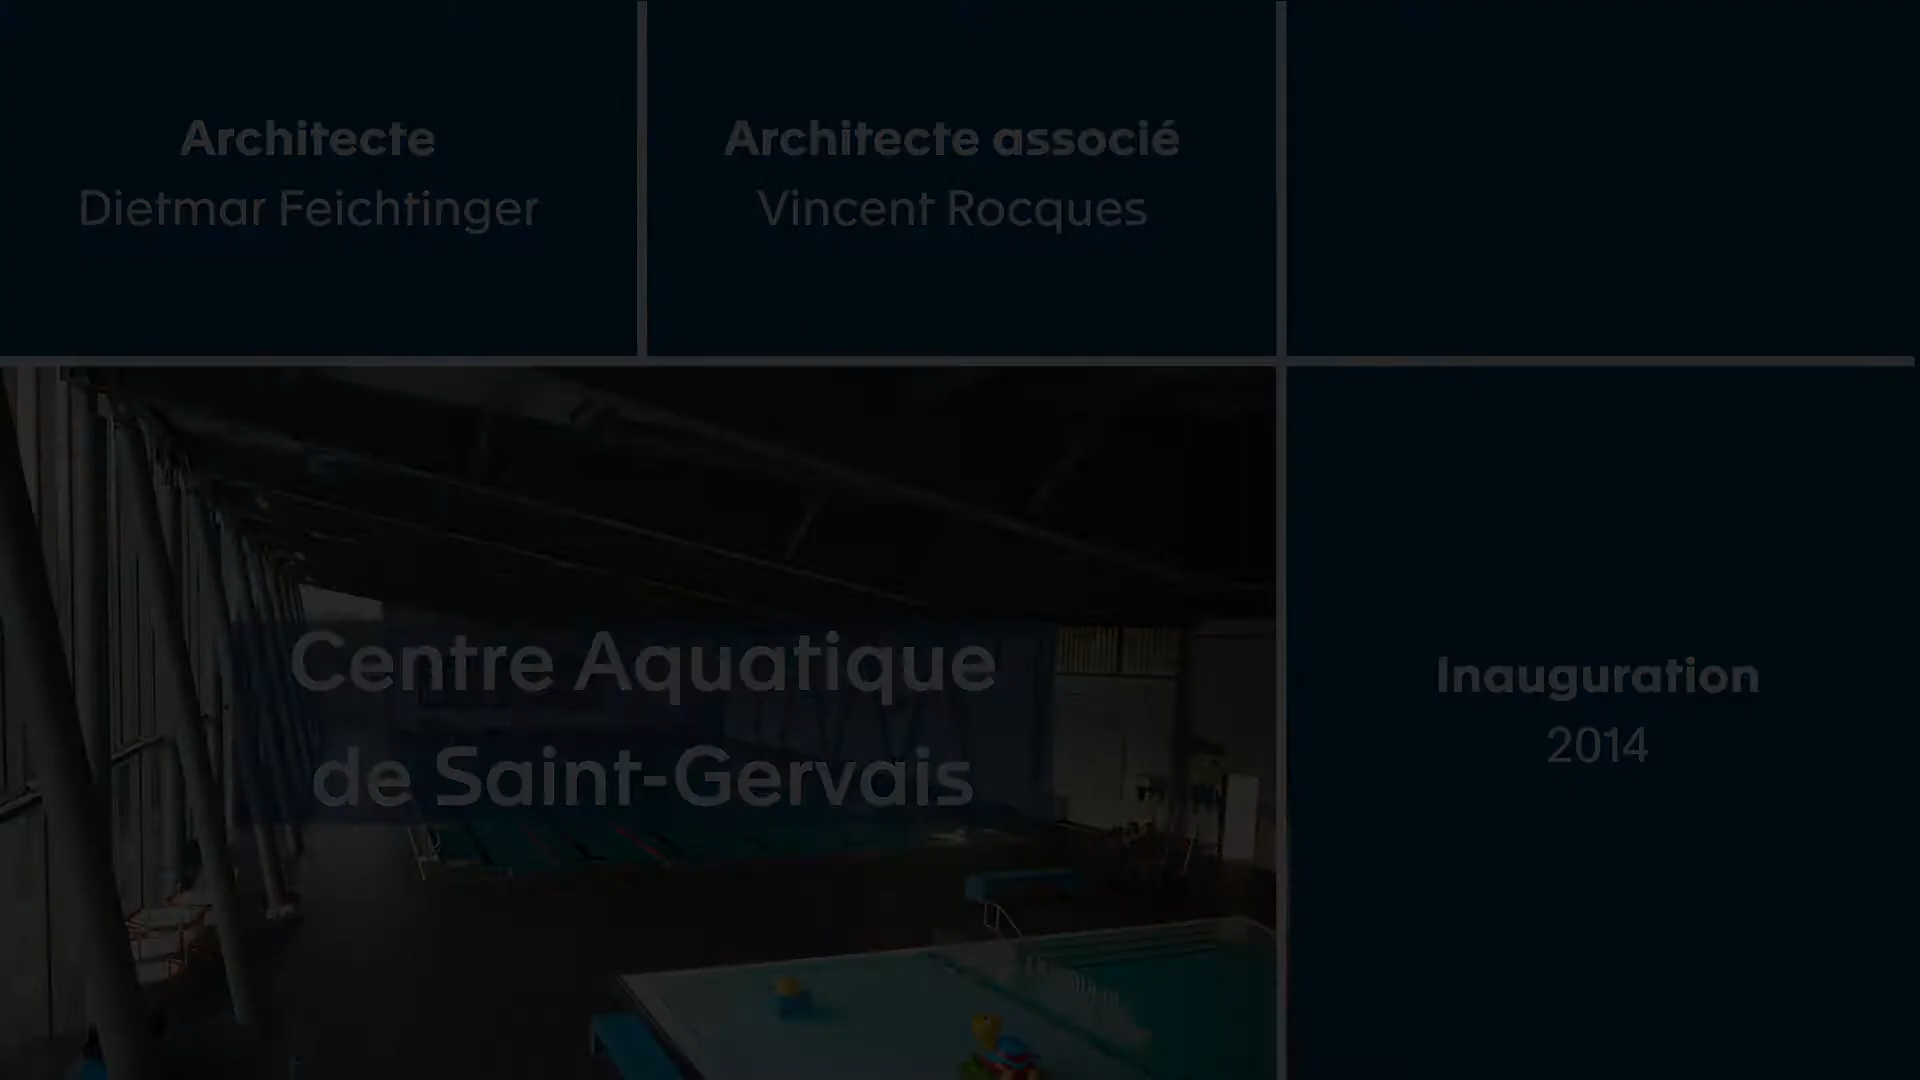 Architecte
Dietmar Feichtinger
Architecte associé
Vincent Rocques
Centre Aquatique
de Saint-Gervais
Inauguration
2014